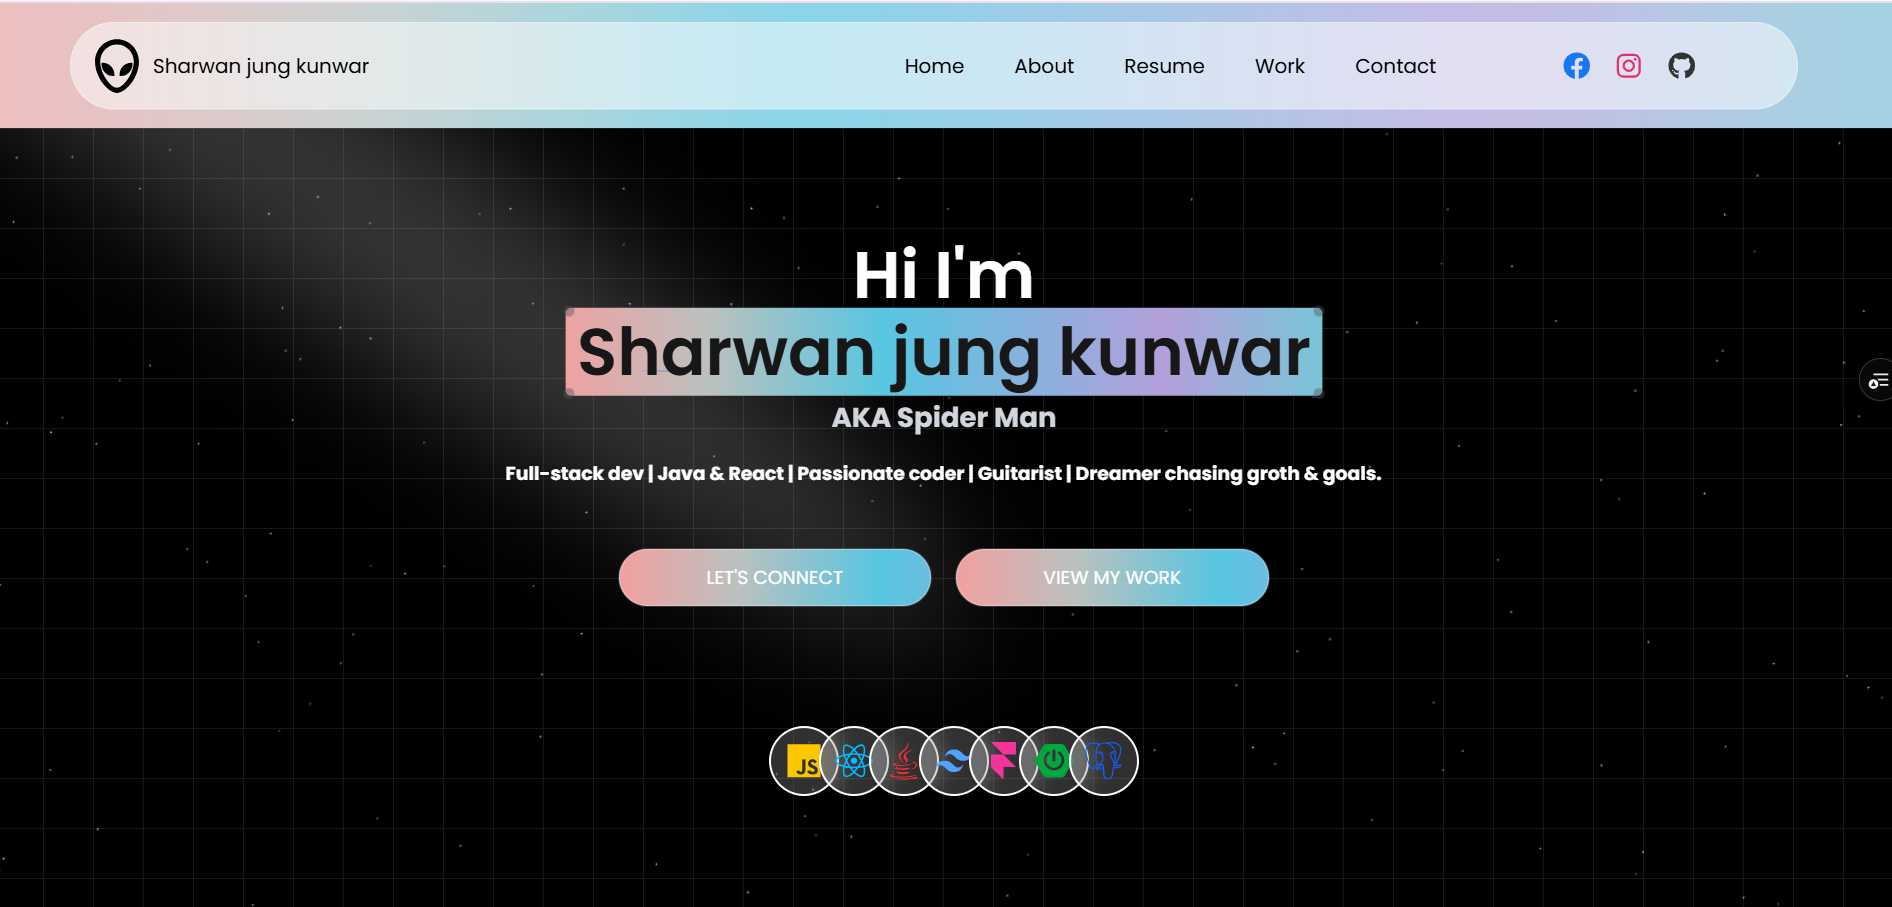 Sharwan jung kunwar
Home About Resume Work Contact
Hi I'm
Sharwan jung kunwar
AKA Spider Man
Full-stack dev | Java & React | Passionate coder | Guitarist | Dreamer chasing groth & goals.
LET'S CONNECT VIEW MY WORK
JS